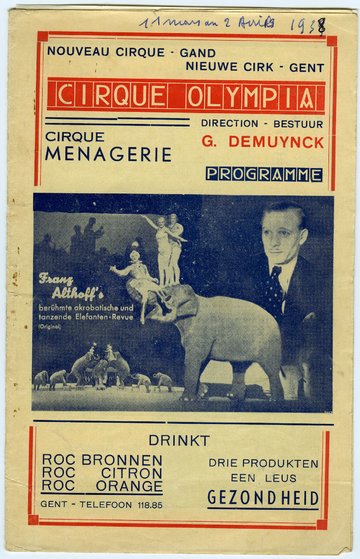 11 mars au 2 Avril 1938
NOUVEAU CIRQUE - GAND
NIEUWE CIRK - GENT
CIRQUE OLYMPIA
CIRQUE
MENAGERIE
DIRECTION - BESTUUR
G. DEMUYNCK
PROGRAMME
Franz
Althoff's
berühmte akrobatische und
tanzende Elefanten-Revue
(Original)
DRINKT
ROC BRONNEN
ROC CITRON
ROC ORANGE
GENT - TELEFOON 118.85
DRIE PRODUKTEN
EEN LEUS
GEZONDHEID